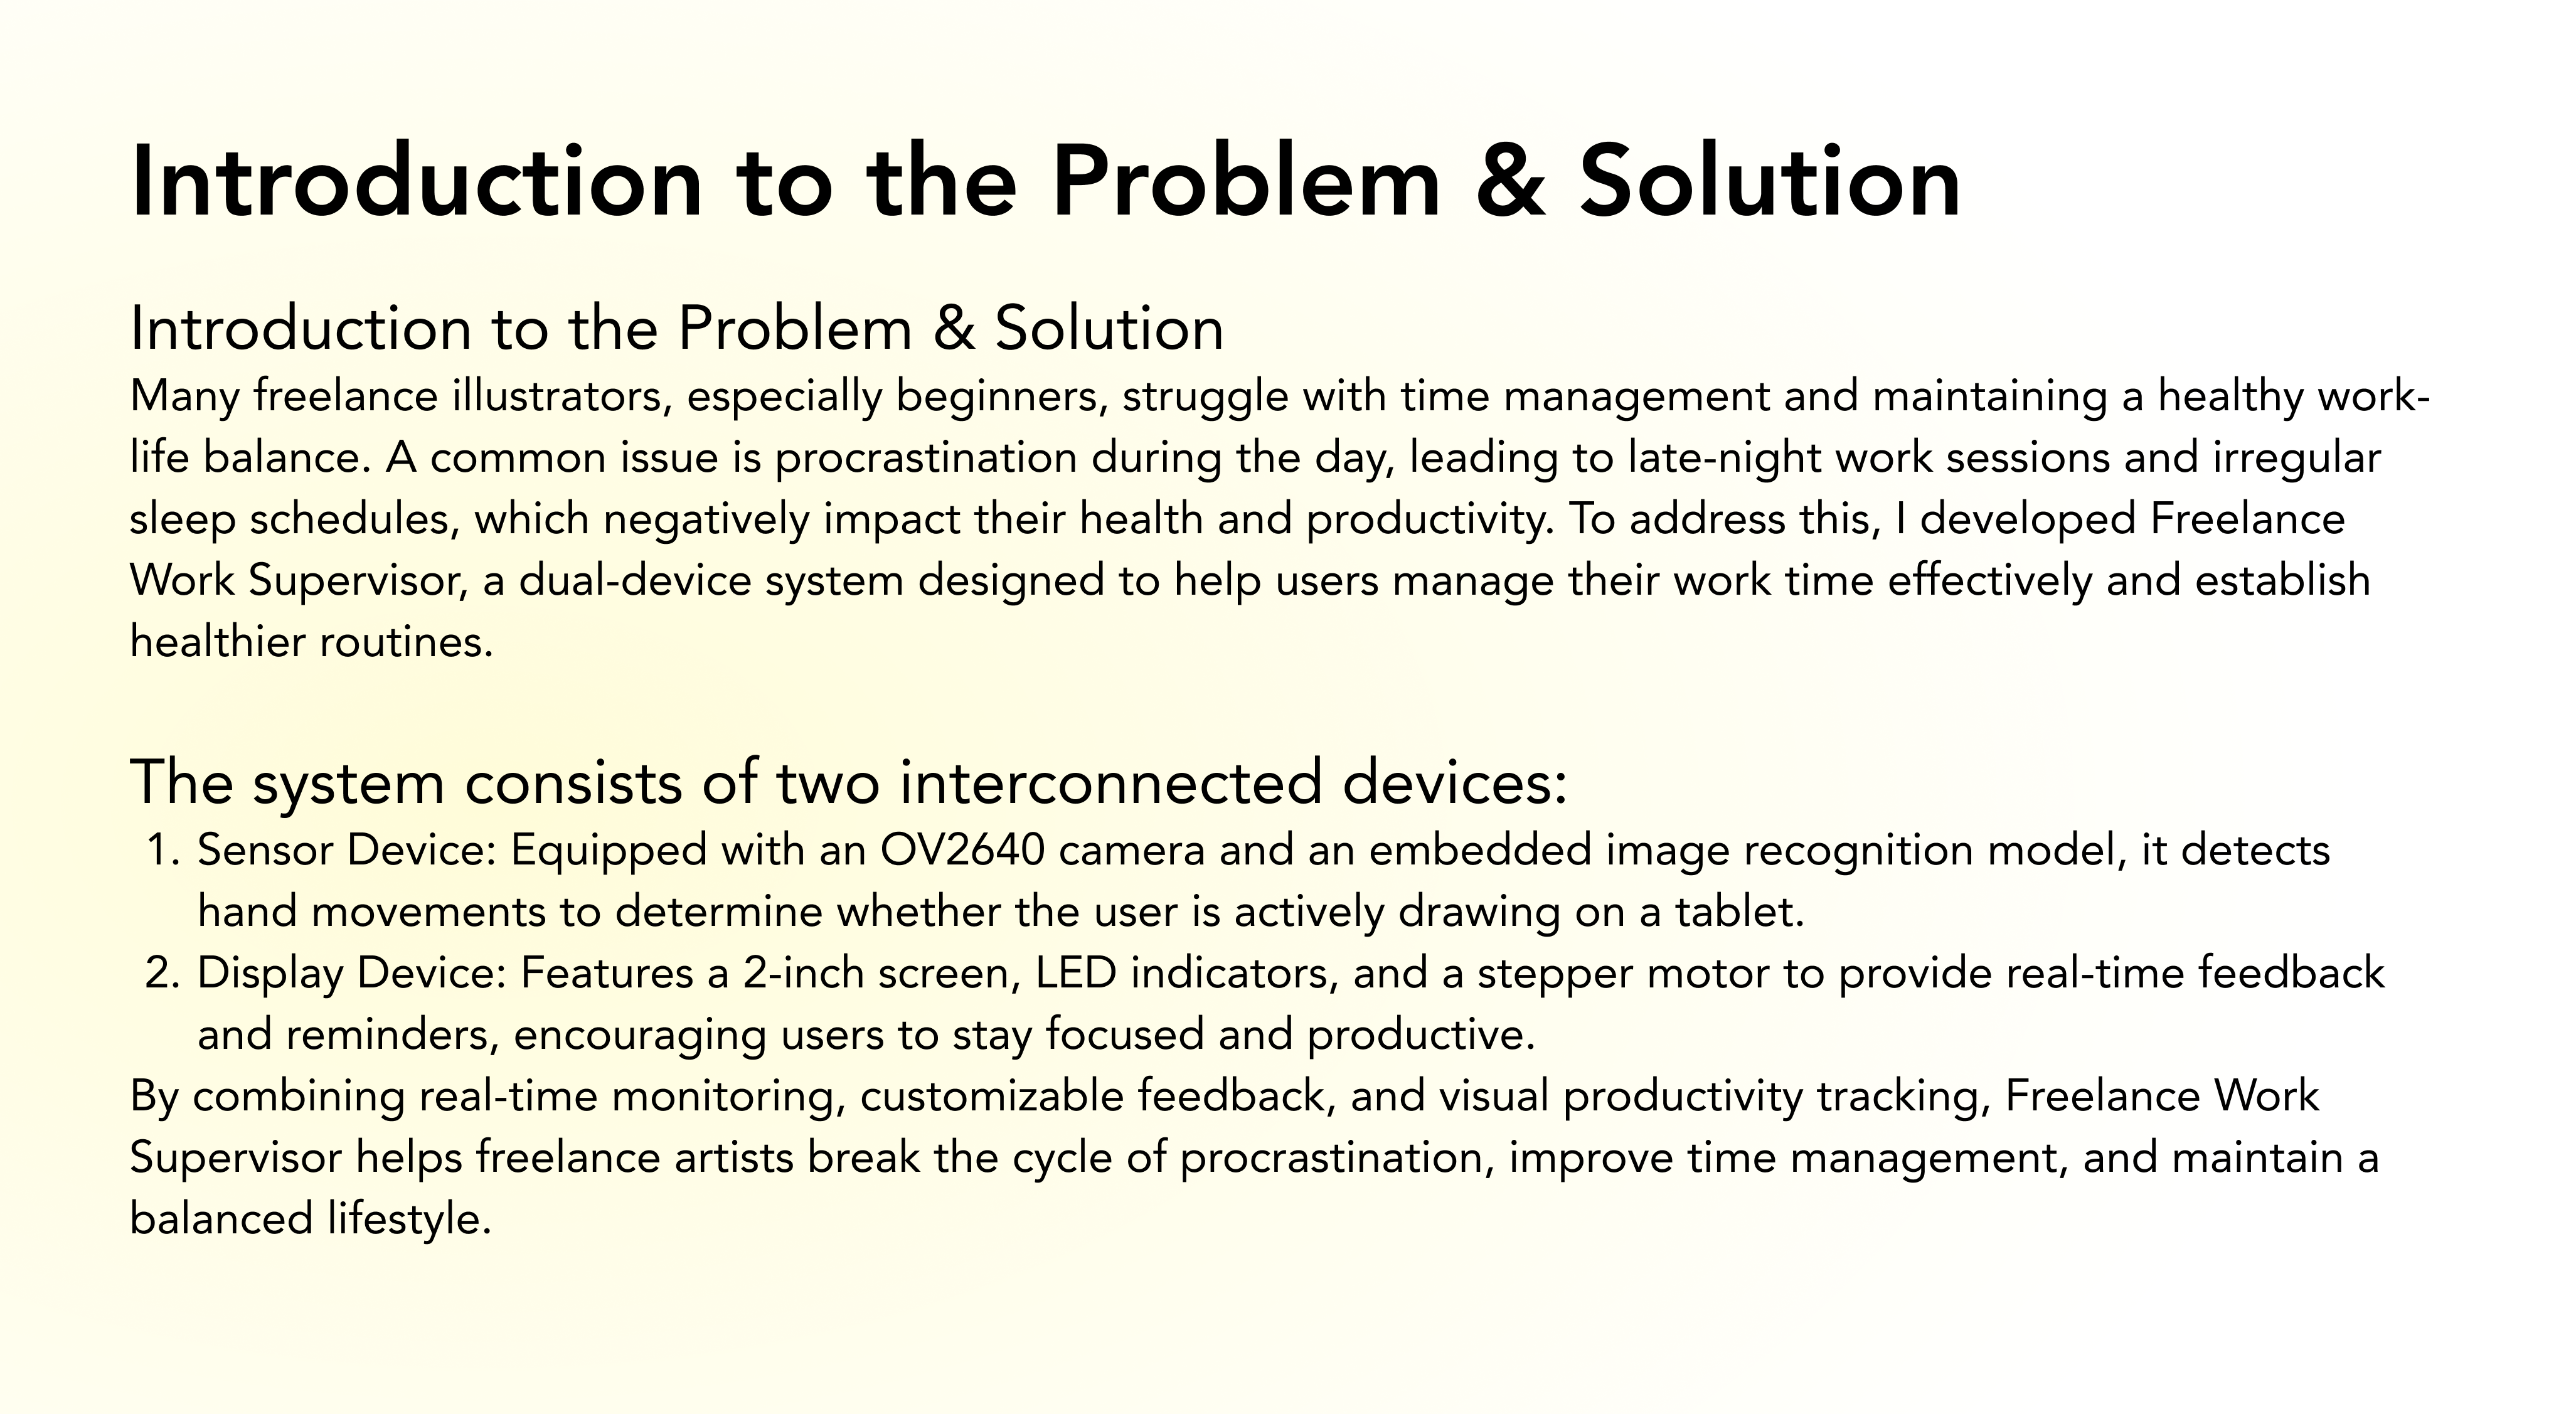 Introduction to the Problem & Solution
Introduction to the Problem & Solution
Many freelance illustrators, especially beginners, struggle with time management and maintaining a healthy work-
life balance. A common issue is procrastination during the day, leading to late-night work sessions and irregular
sleep schedules, which negatively impact their health and productivity. To address this, I developed Freelance
Work Supervisor, a dual-device system designed to help users manage their work time effectively and establish
healthier routines.
The system consists of two interconnected devices:
1. Sensor Device: Equipped with an OV2640 camera and an embedded image recognition model, it detects
hand movements to determine whether the user is actively drawing on a tablet.
2. Display Device: Features a 2-inch screen, LED indicators, and a stepper motor to provide real-time feedback
and reminders, encouraging users to stay focused and productive.
By combining real-time monitoring, customizable feedback, and visual productivity tracking, Freelance Work
Supervisor helps freelance artists break the cycle of procrastination, improve time management, and maintain a
balanced lifestyle.